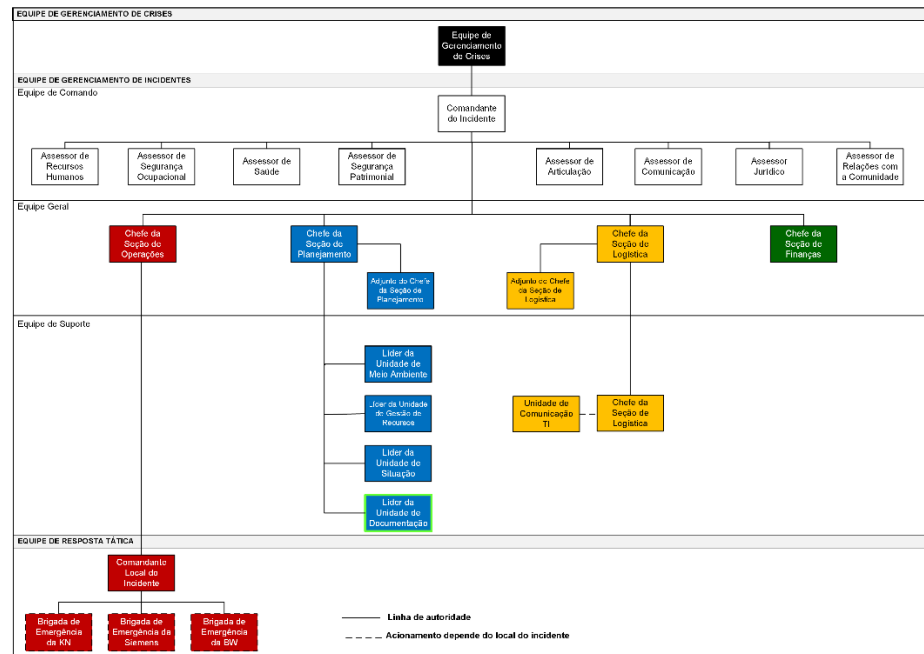 EQUIPE DE GERENCIAMENTO DE CRISES
Equipe de
Gerenciamento
de Crises
EQUIPE DE GERENCIAMENTO DE INCIDENTES
Equipe de Comando
Comandante
do Incidente
Assessor de
Recursos
Humanos
Assessor de
Segurança
Ocupacional
Assessor de
Saúde
Assessor de
Segurança
Patrimonial
Assessor de
Articulação
Assessor de
Comunicação
Assessor
Jurídico
Assessor de
Relações com
a Comunidade
Equipe Geral
Chefe da
Seção de
Operações
Chefe da
Seção de
Planejamento
Chefe da
Seção de
Logística
Chefe da
Seção de
Finanças
Adjunto do Chefe
da Seção de
Planejamento
Adjunto do Chefe
da Seção de
Logística
Equipe de Suporte
Líder da
Unidade de
Meio Ambiente
Líder da Unidade
de Gestão de
Recursos
Unidade de
Comunicação
TI
Chefe da
Seção de
Logística
Líder da
Unidade de
Situação
Líder da
Unidade de
Documentação
EQUIPE DE RESPOSTA TÁTICA
Comandante
Local do
Incidente
Brigada de
Emergência
da KN
Brigada de
Emergência da
Siemens
Brigada de
Emergência
da BW
Linha de autoridade
Acionamento depende do local do incidente